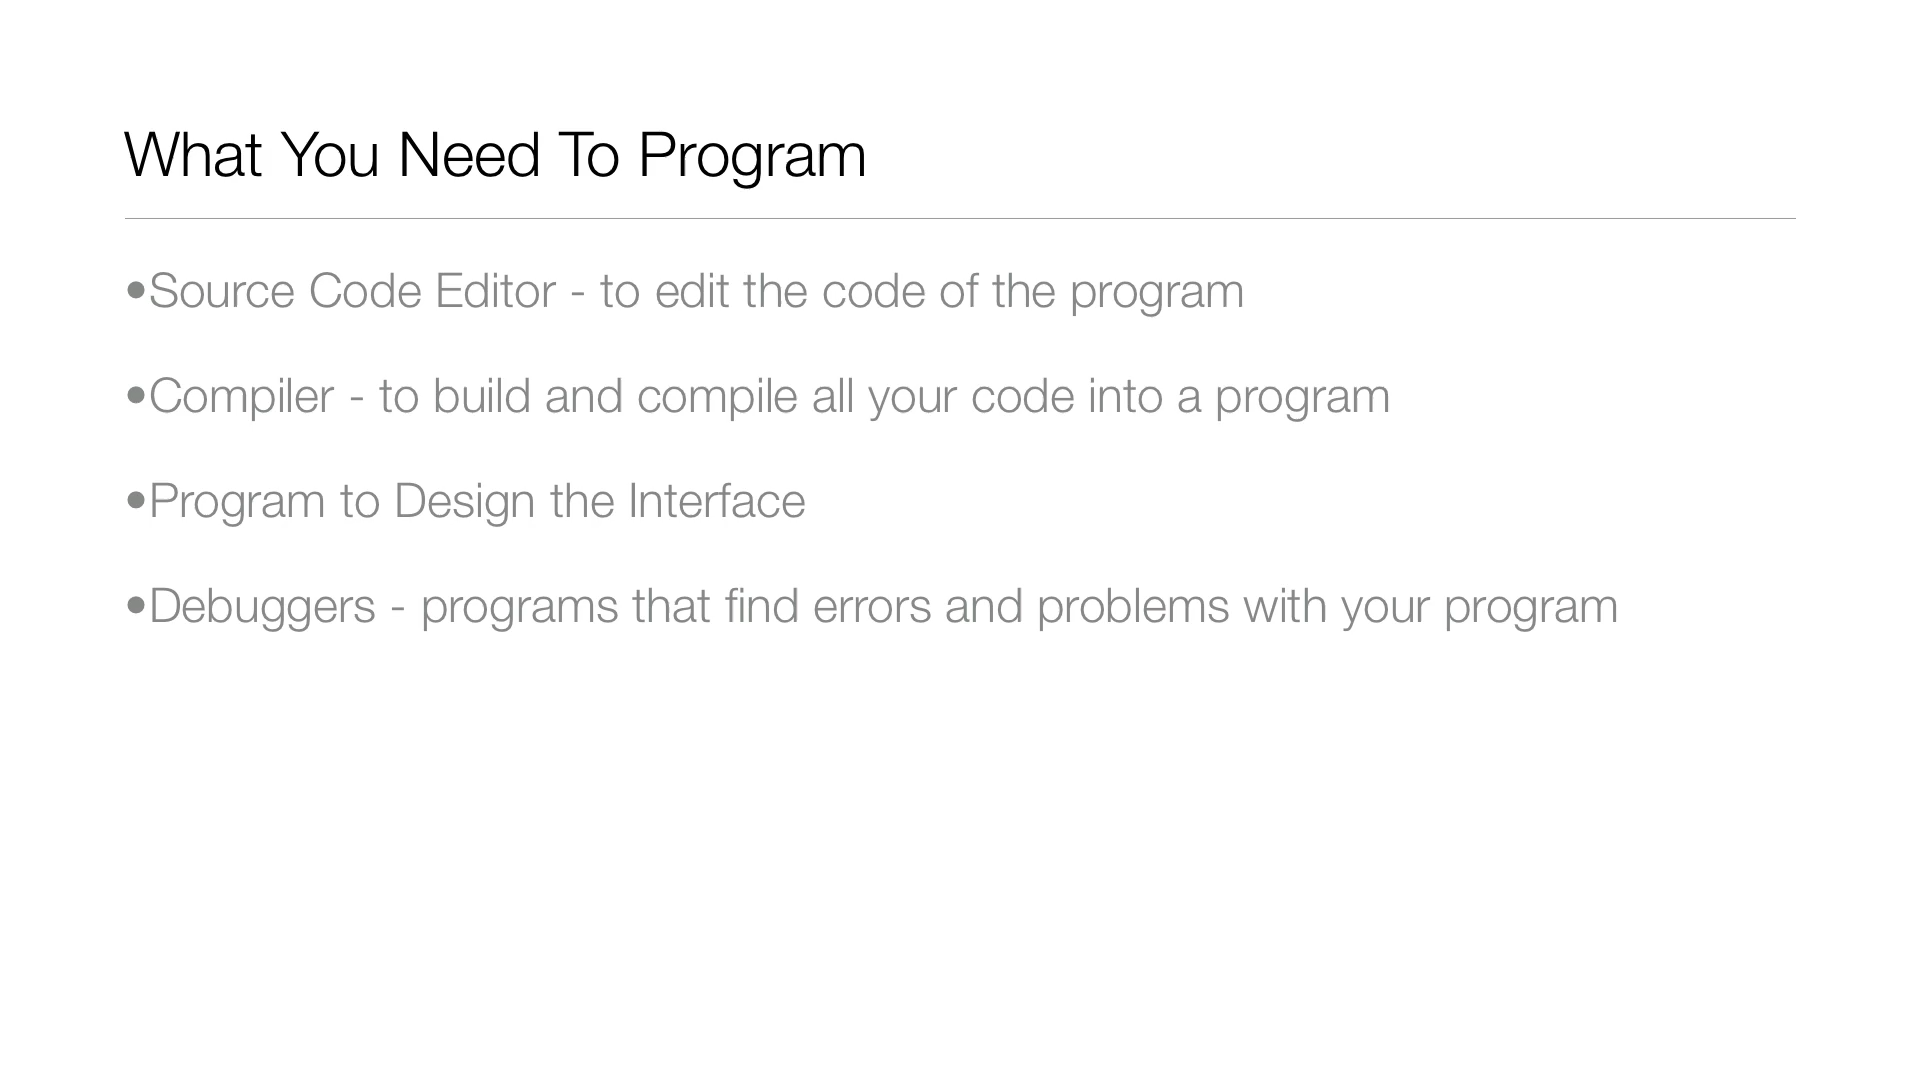 What You Need To Program
•Source Code Editor - to edit the code of the program
•Compiler - to build and compile all your code into a program
•Program to Design the Interface
•Debuggers - programs that find errors and problems with your program